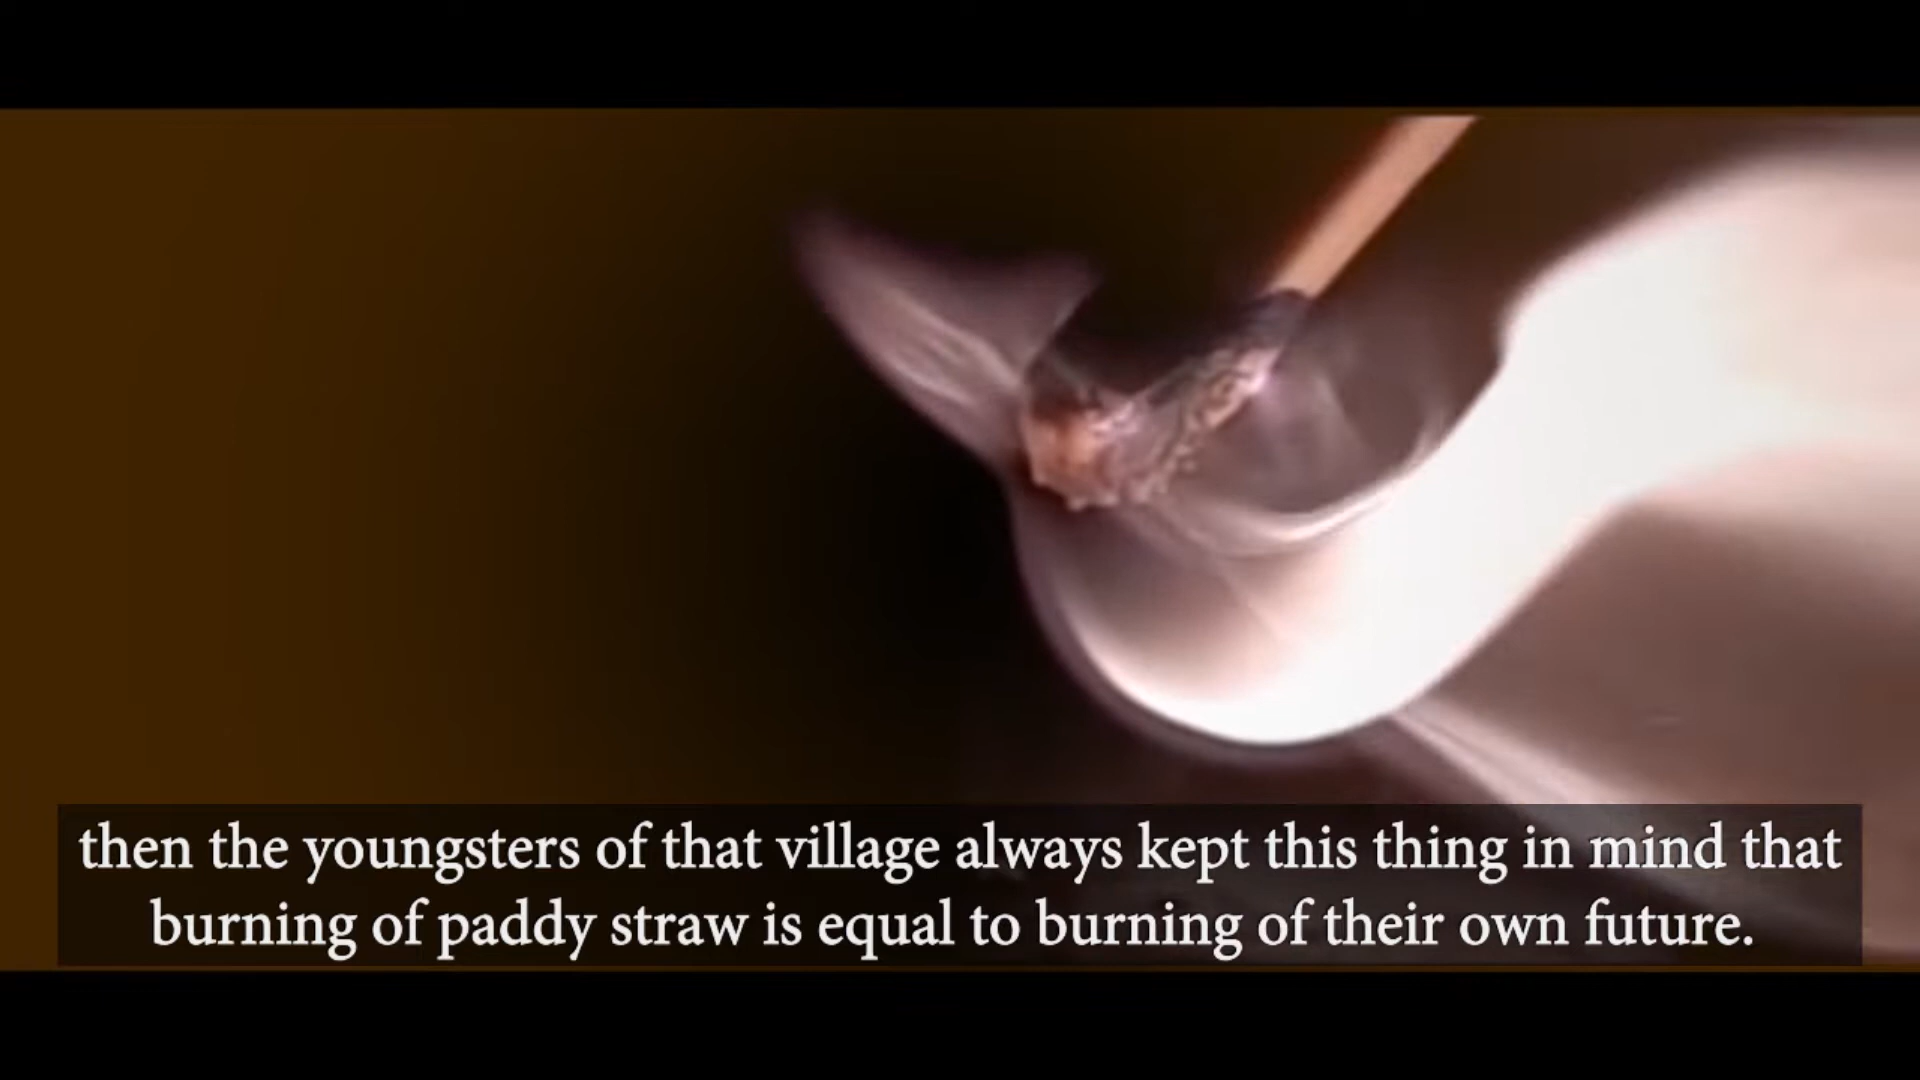 then the youngsters of that village always kept this thing in mind that
burning of paddy straw is equal to burning of their own future.